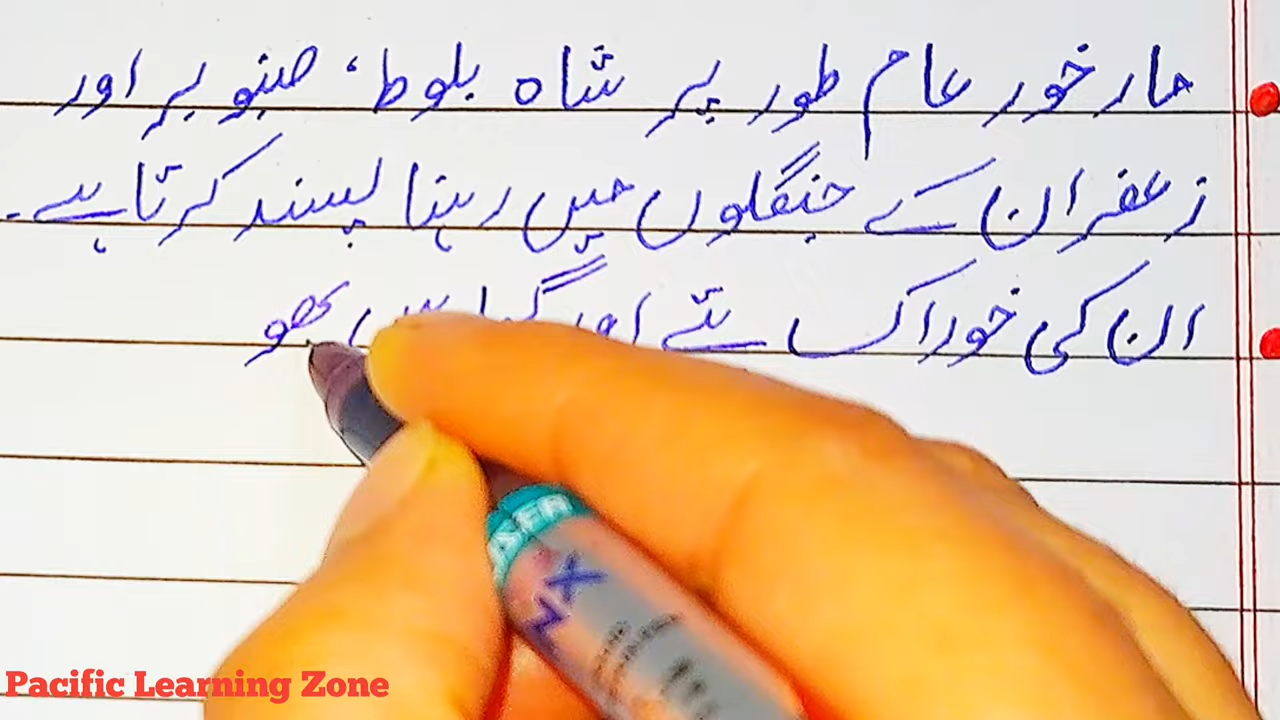 مارخور عام طور پر شاہ بلوط، صنوبر اور
زعفران کے جنگلوں میں رہنا پسند کرتا ہے۔
ان کی خوراک پتے اور
Pacific Learning Zone